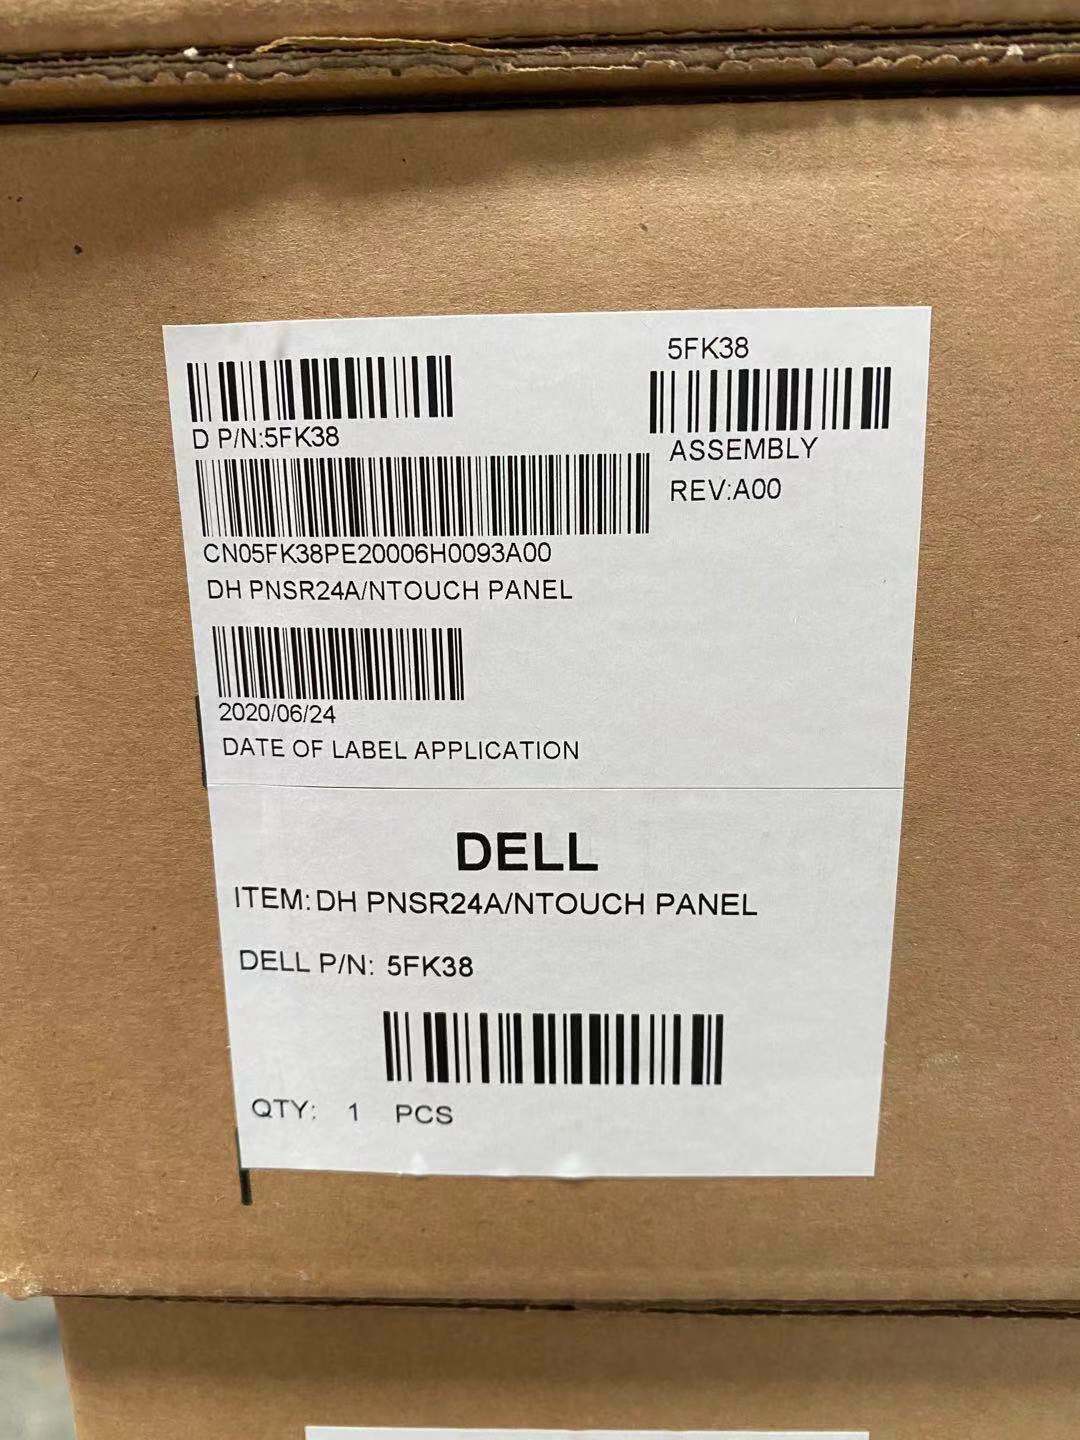 5FK38
D P/N:5FK38
ASSEMBLY
REV:A00
CN05FK38PE20006H0093A00
DH PNSR24A/NTOUCH PANEL
2020/06/24
DATE OF LABEL APPLICATION
DELL
ITEM: DH PNSR24A/NTOUCH PANEL
DELL P/N: 5FK38
QTY: 1 PCS